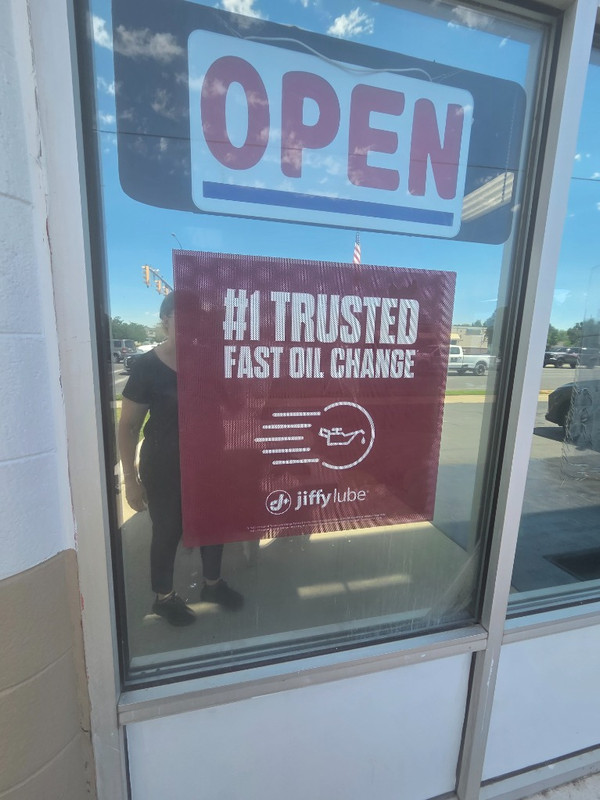 OPEN
#1 TRUSTED
FAST OIL CHANGE
jiffy lube